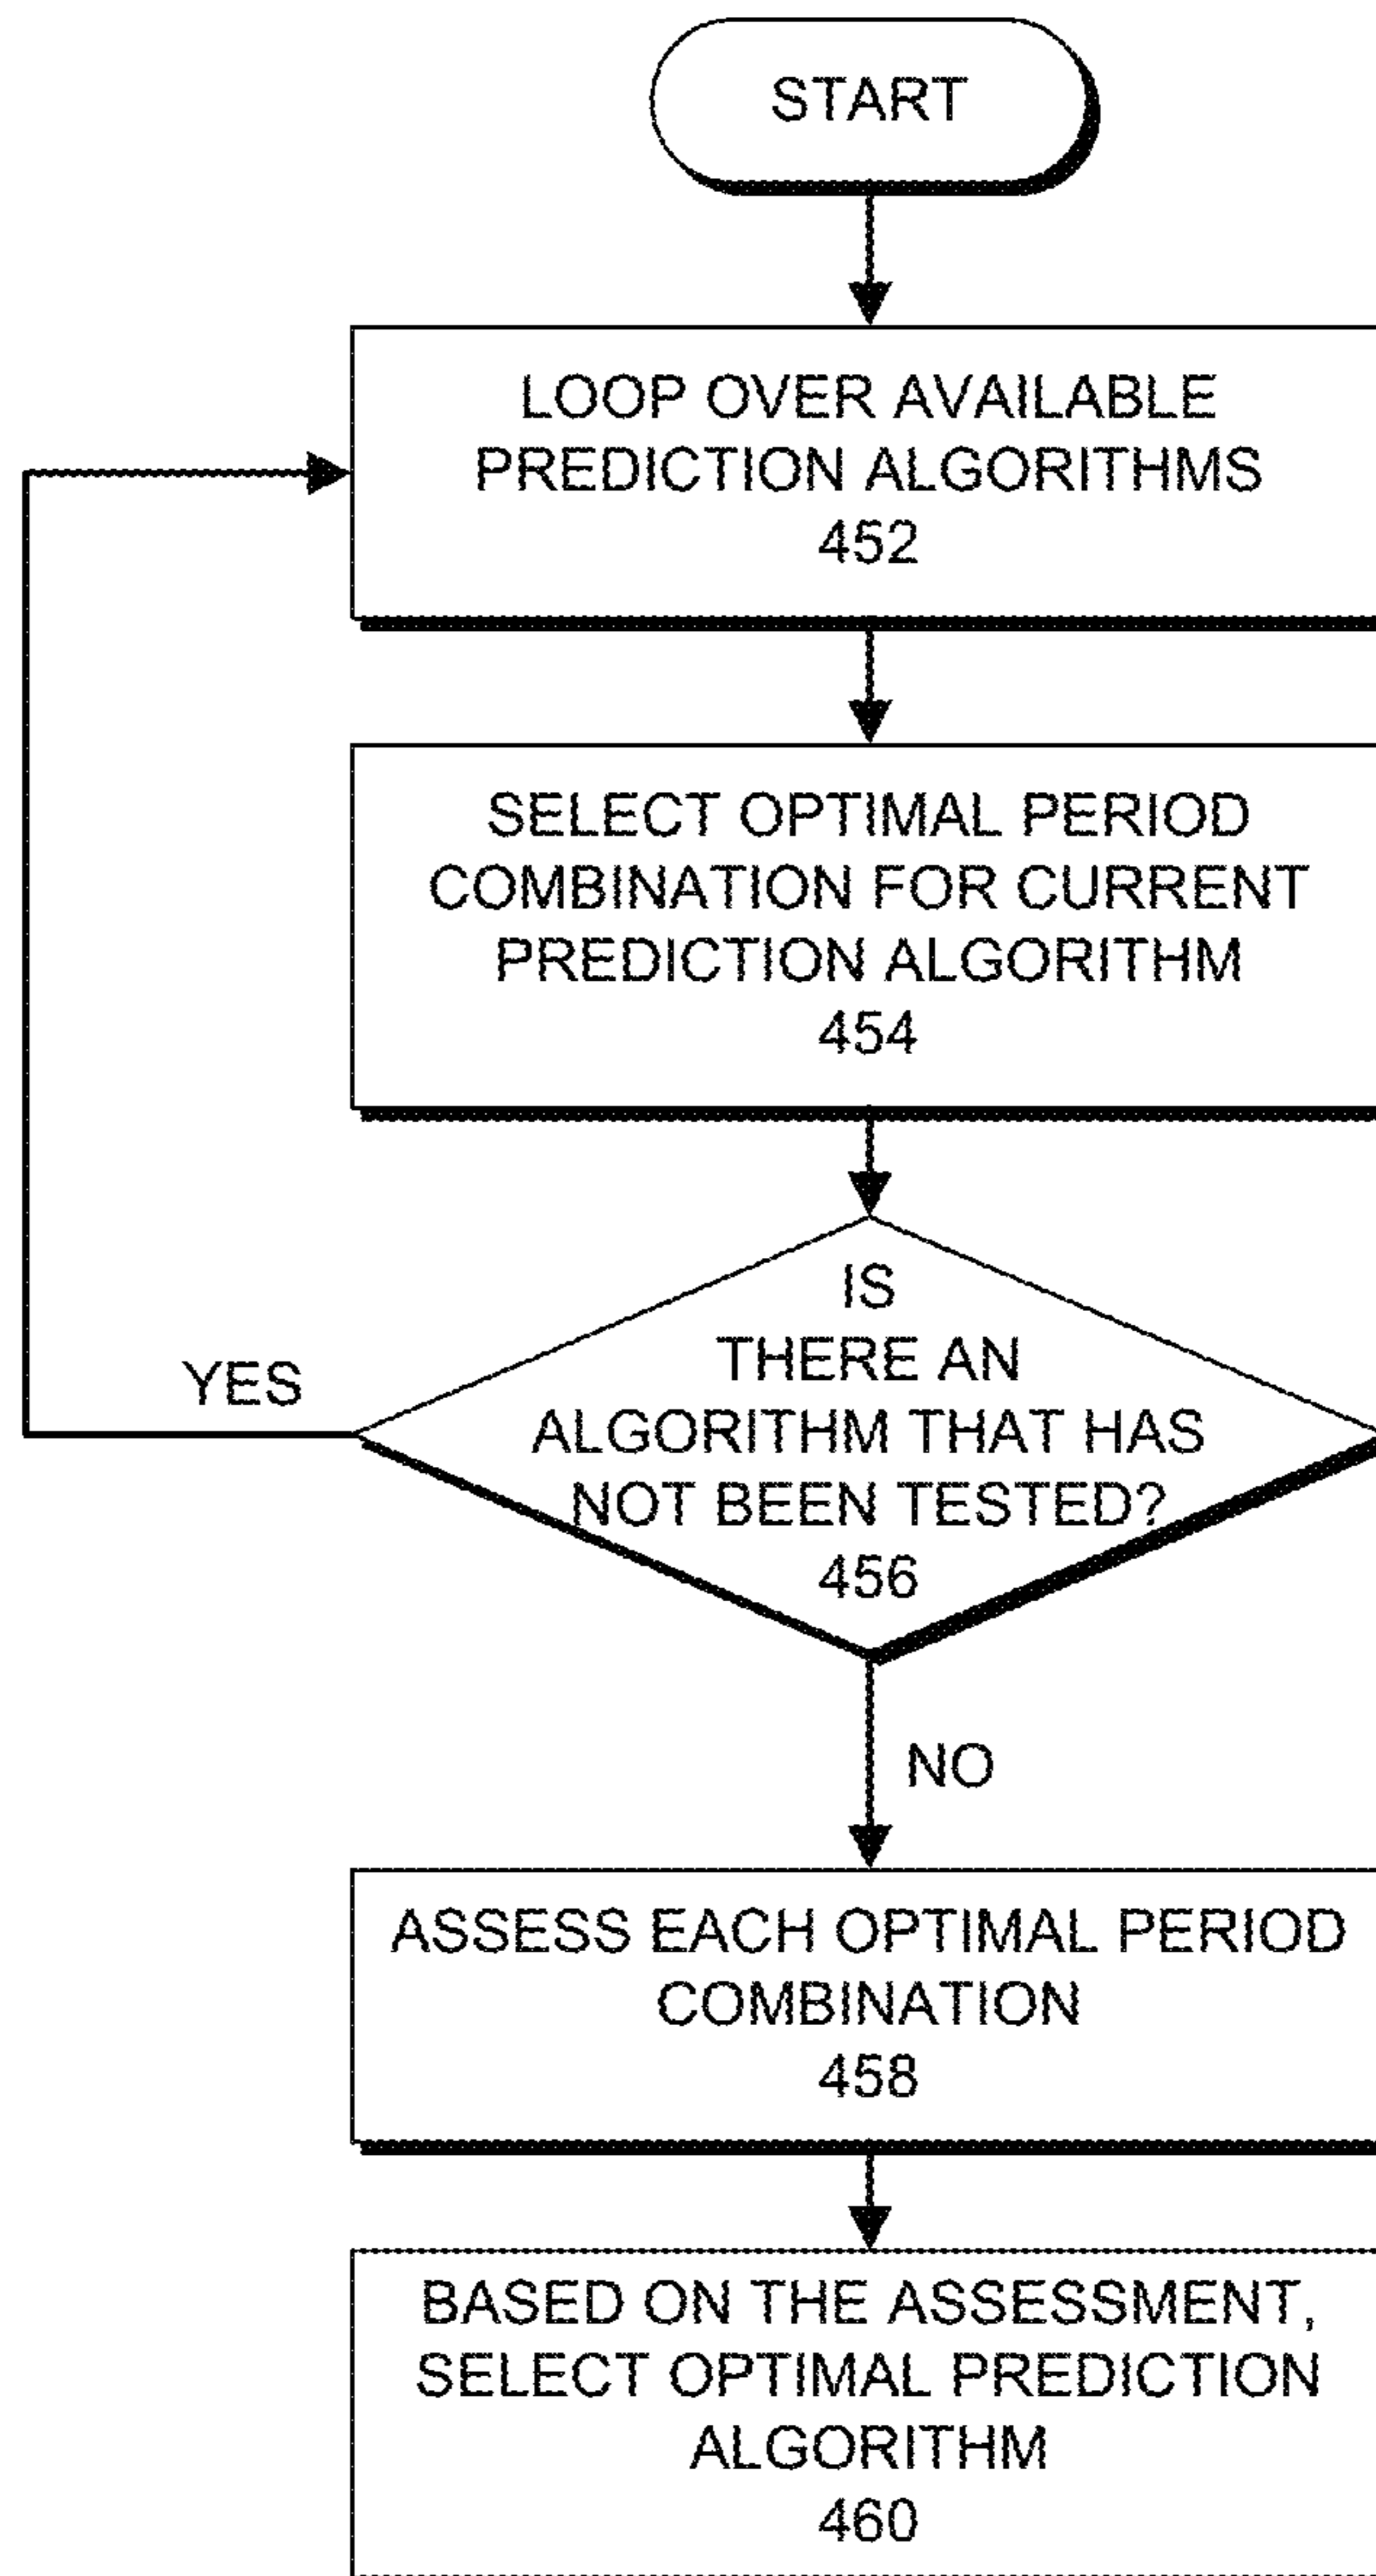 START
LOOP OVER AVAILABLE
PREDICTION ALGORITHMS
452
SELECT OPTIMAL PERIOD
COMBINATION FOR CURRENT
PREDICTION ALGORITHM
454
IS
THERE AN
ALGORITHM THAT HAS
NOT BEEN TESTED?
456
YES
NO
ASSESS EACH OPTIMAL PERIOD
COMBINATION
458
BASED ON THE ASSESSMENT,
SELECT OPTIMAL PREDICTION
ALGORITHM
460